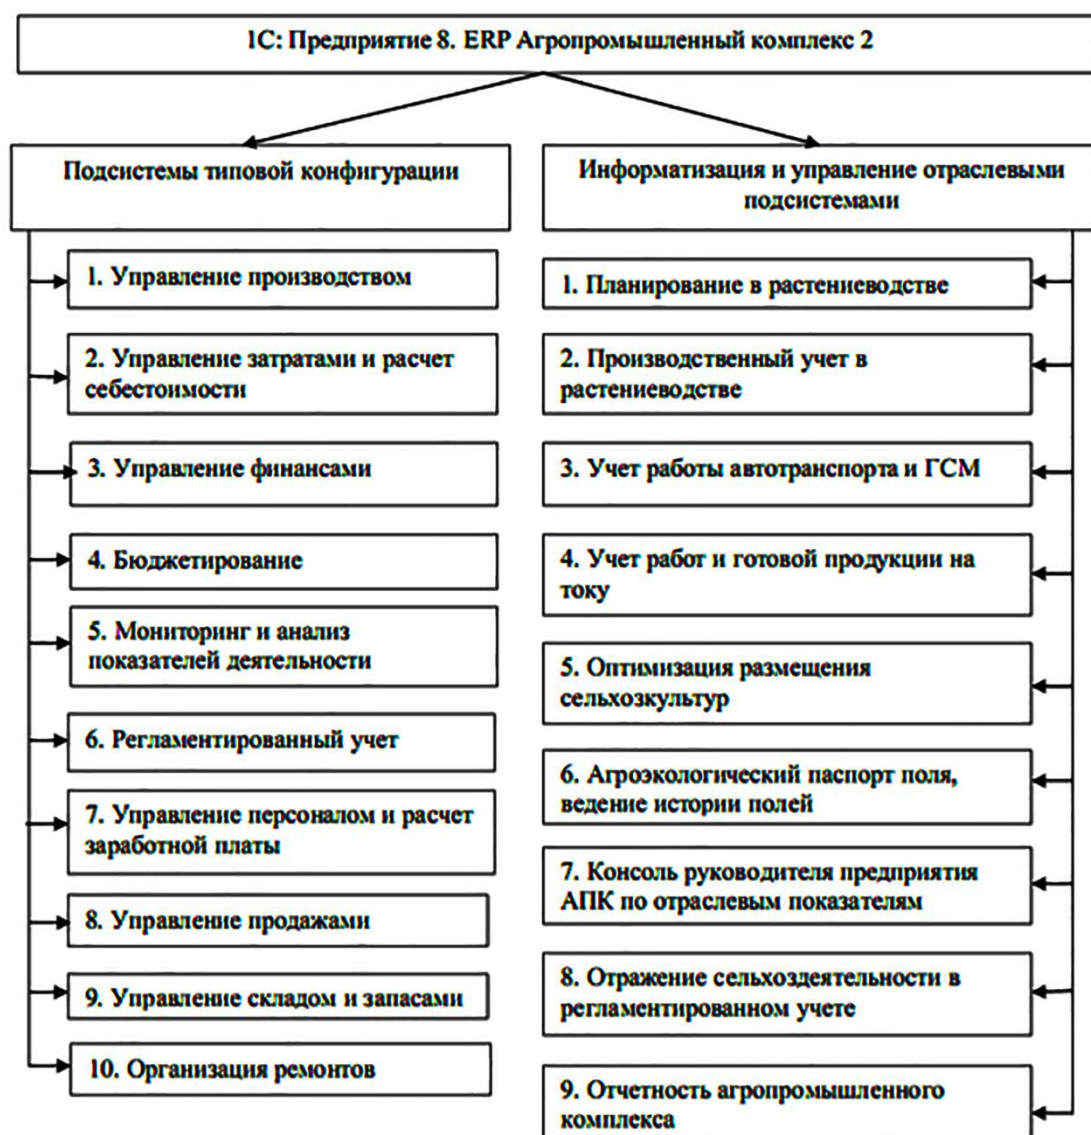 1С: Предприятие 8. ERP Агропромышленный комплекс 2
Подсистемы типовой конфигурации
1. Управление производством
2. Управление затратами и расчет
себестоимости
3. Управление финансами
4. Бюджетирование
5. Мониторинг и анализ
показателей деятельности
6. Регламентированный учет
7. Управление персоналом и расчет
заработной платы
8. Управление продажами
9. Управление складом и запасами
10. Организация ремонтов
Информатизация и управление отраслевыми
подсистемами
1. Планирование в растениеводстве
2. Производственный учет в
растениеводстве
3. Учет работы автотранспорта и ГСМ
4. Учет работ и готовой продукции на
току
5. Оптимизация размещения
сельхозкультур
6. Агроэкологический паспорт поля,
ведение истории полей
7. Консоль руководителя предприятия
АПК по отраслевым показателям
8. Отражение сельхоздеятельности в
регламентированном учете
9. Отчетность агропромышленного
комплекса